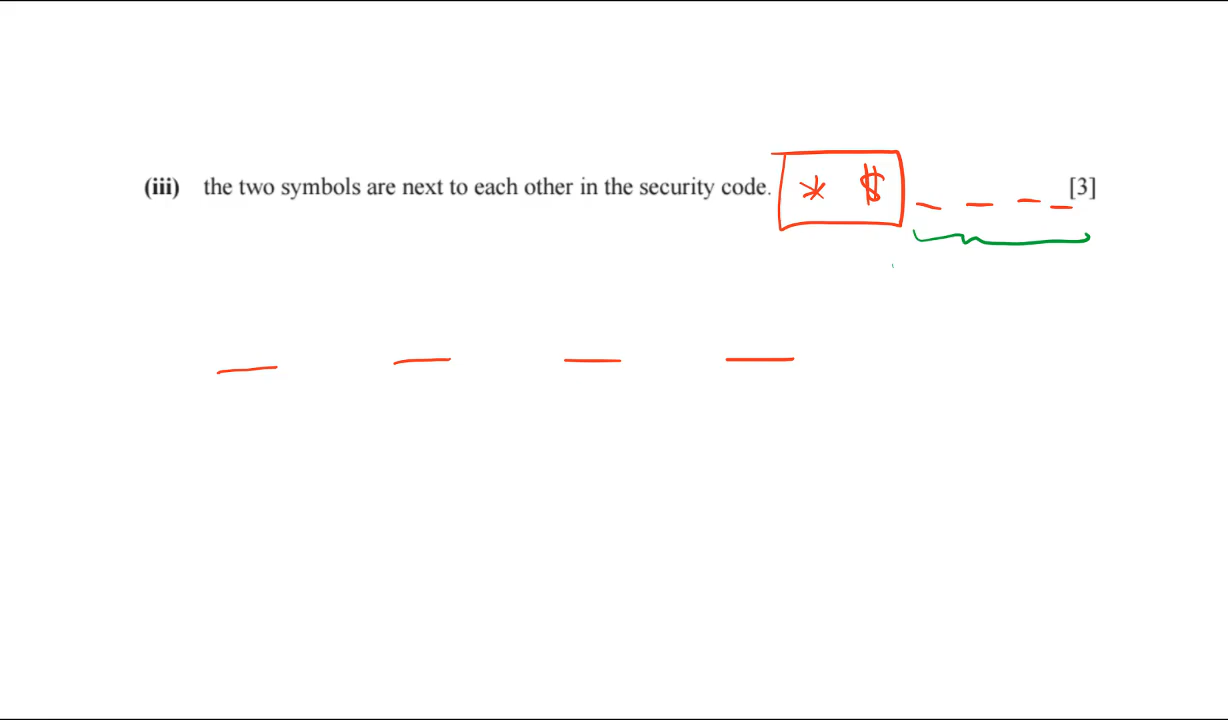 (iii) the two symbols are next to each other in the security code. * $ _ _ _ _ [3]
_ _ _ _